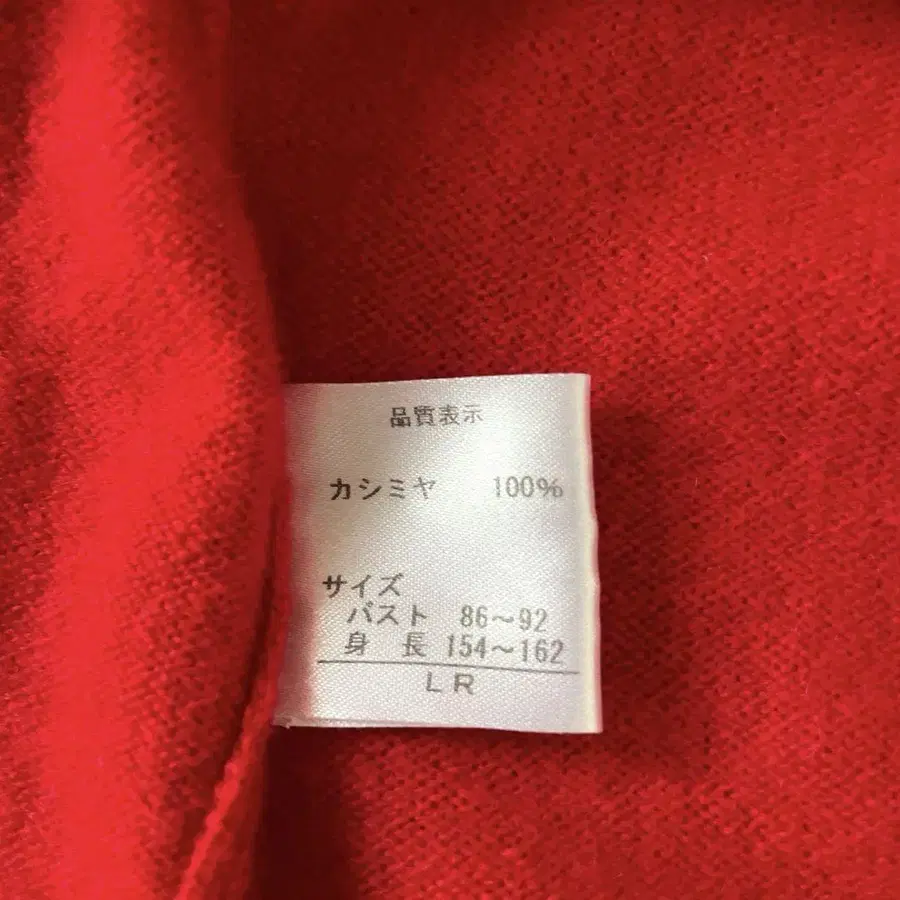 品質表示
カシミヤ 100%
サイズ
バスト 86~92
身長 154~162
LR